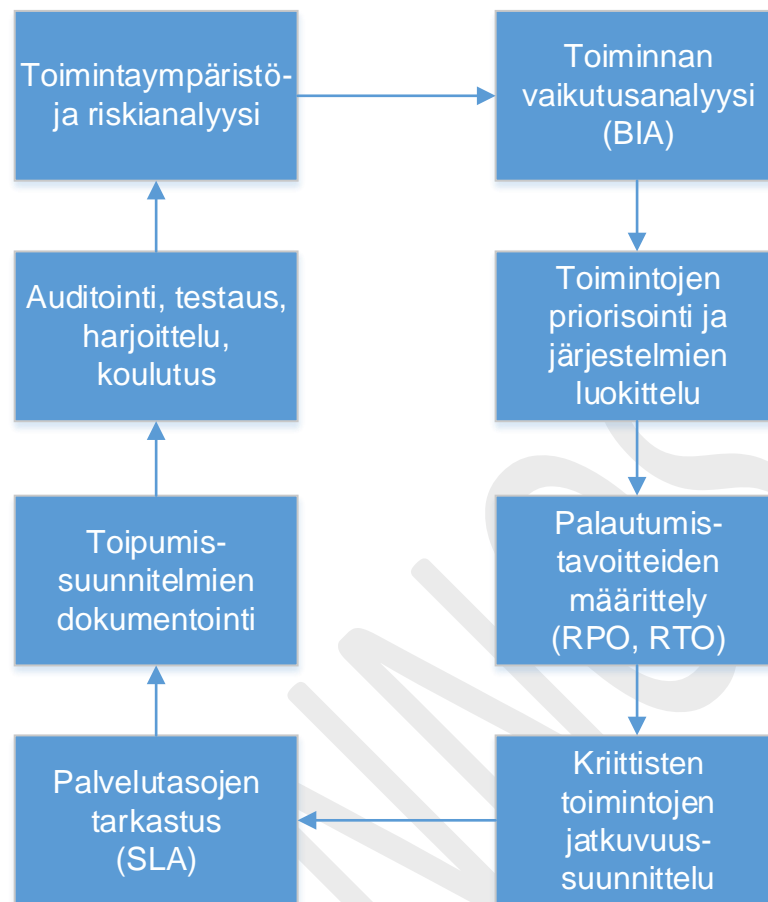 Toimintaympäristö-
ja riskianalyysi
Toiminnan
vaikutusanalyysi
(BIA)
Auditointi, testaus,
harjoittelu,
koulutus
Toimintojen
priorisointi ja
järjestelmien
luokittelu
Toipumis-
suunnitelmien
dokumentointi
Palautumis-
tavoitteiden
määrittely
(RPO, RTO)
Palvelutasojen
tarkastus
(SLA)
Kriittisten
toimintojen
jatkuvuus-
suunnittelu